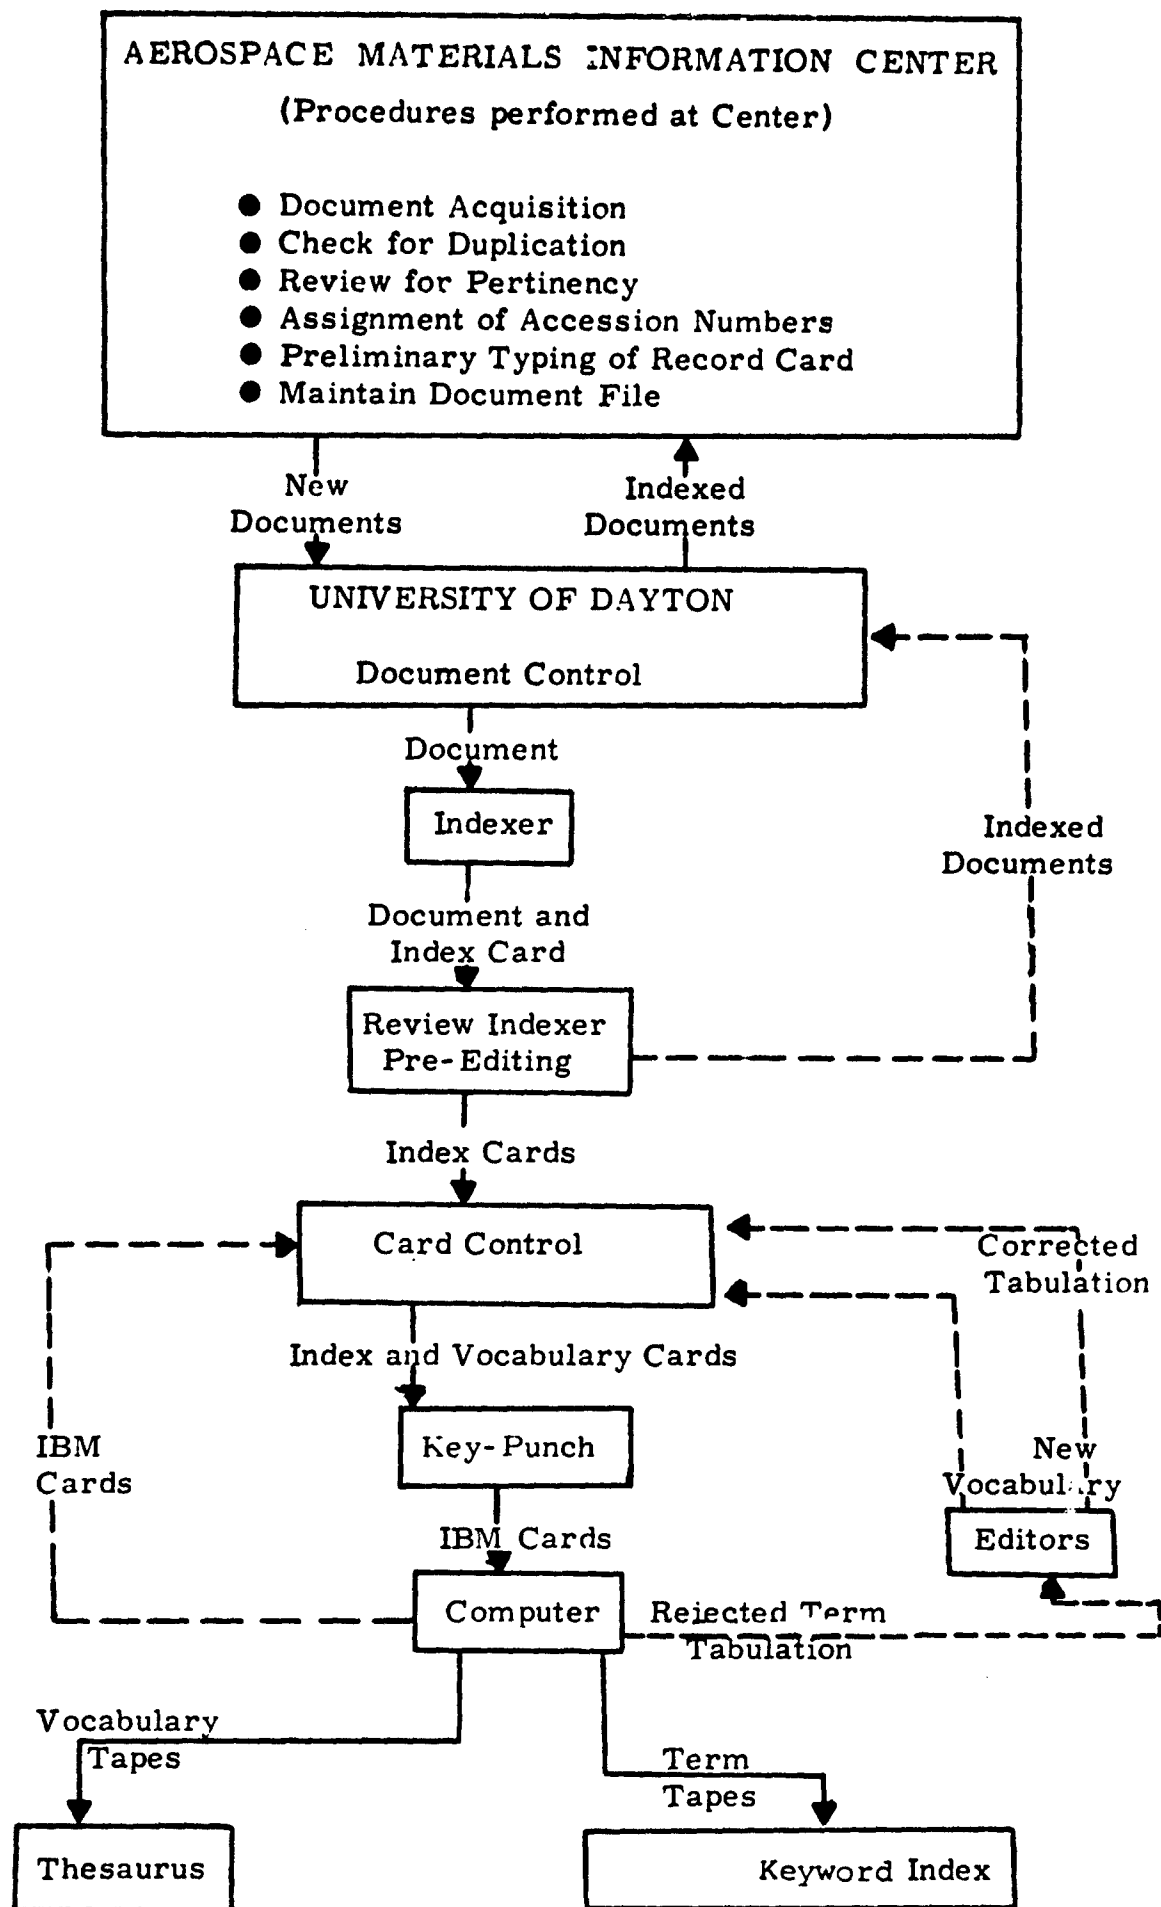 AEROSPACE MATERIALS INFORMATION CENTER
(Procedures performed at Center)
● Document Acquisition
● Check for Duplication
● Review for Pertinency
● Assignment of Accession Numbers
● Preliminary Typing of Record Card
● Maintain Document File
New
Documents
Indexed
Documents
UNIVERSITY OF DAYTON
Document Control
Document
Indexer
Indexed
Documents
Document and
Index Card
Review Indexer
Pre-Editing
Index Cards
Card Control
Corrected
Tabulation
Index and Vocabulary Cards
IBM
Cards
Key-Punch
New
Vocabulary
IBM Cards
Editors
Computer
Rejected Term
Tabulation
Vocabulary
Tapes
Term
Tapes
Thesaurus
Keyword Index